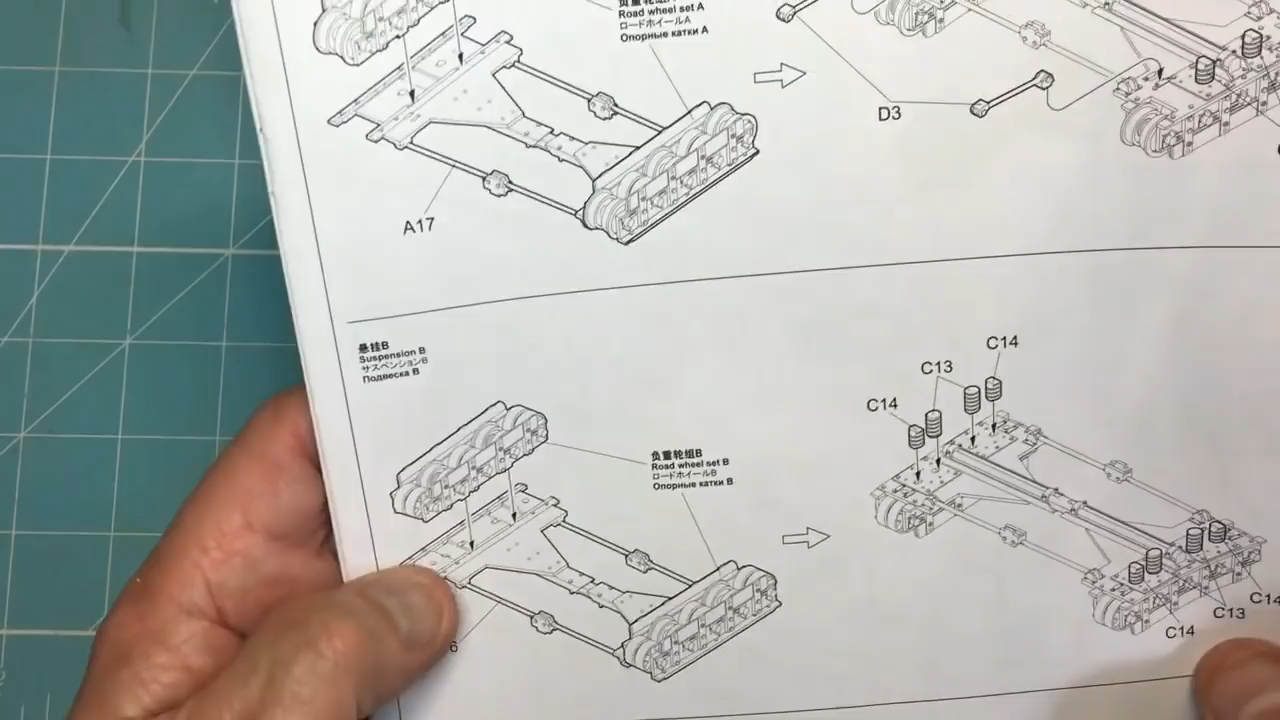 Road wheel set A
ロードホイールA
Опорные катки A
D3
A17
悬挂B
Suspension B
サスペンションB
Подвеска B
C14
C13
C14
负重轮组B
Road wheel set B
ロードホイールB
Опорные катки B
6
C14
C13
C14